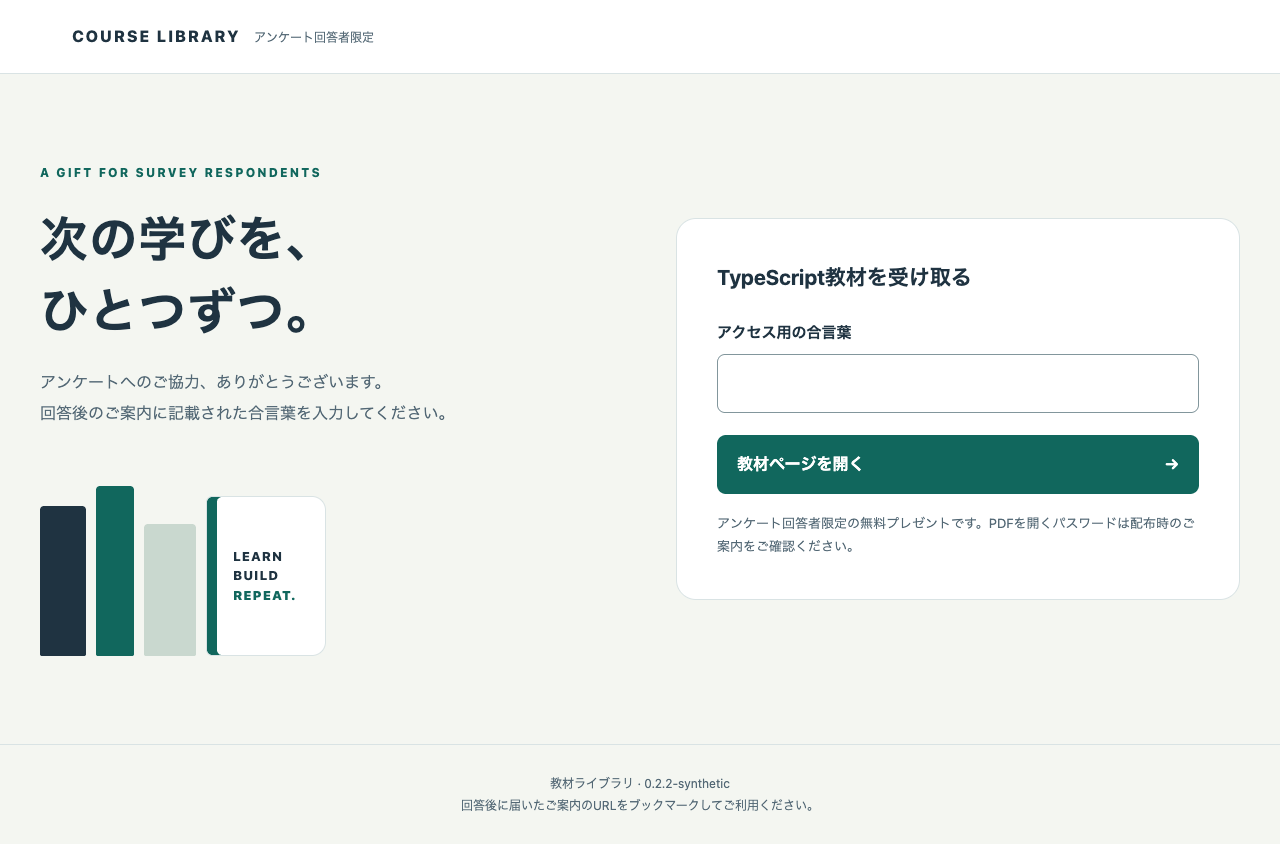 COURSE LIBRARY アンケート回答者限定
A GIFT FOR SURVEY RESPONDENTS
次の学びを、
ひとつずつ。
アンケートへのご協力、ありがとうございます。
回答後のご案内に記載された合言葉を入力してください。
LEARN
BUILD
REPEAT.
TypeScript教材を受け取る
アクセス用の合言葉
教材ページを開く →
アンケート回答者限定の無料プレゼントです。PDFを開くパスワードは配布時のご
案内をご確認ください。
教材ライブラリ · 0.2.2-synthetic
回答後に届いたご案内のURLをブックマークしてご利用ください。